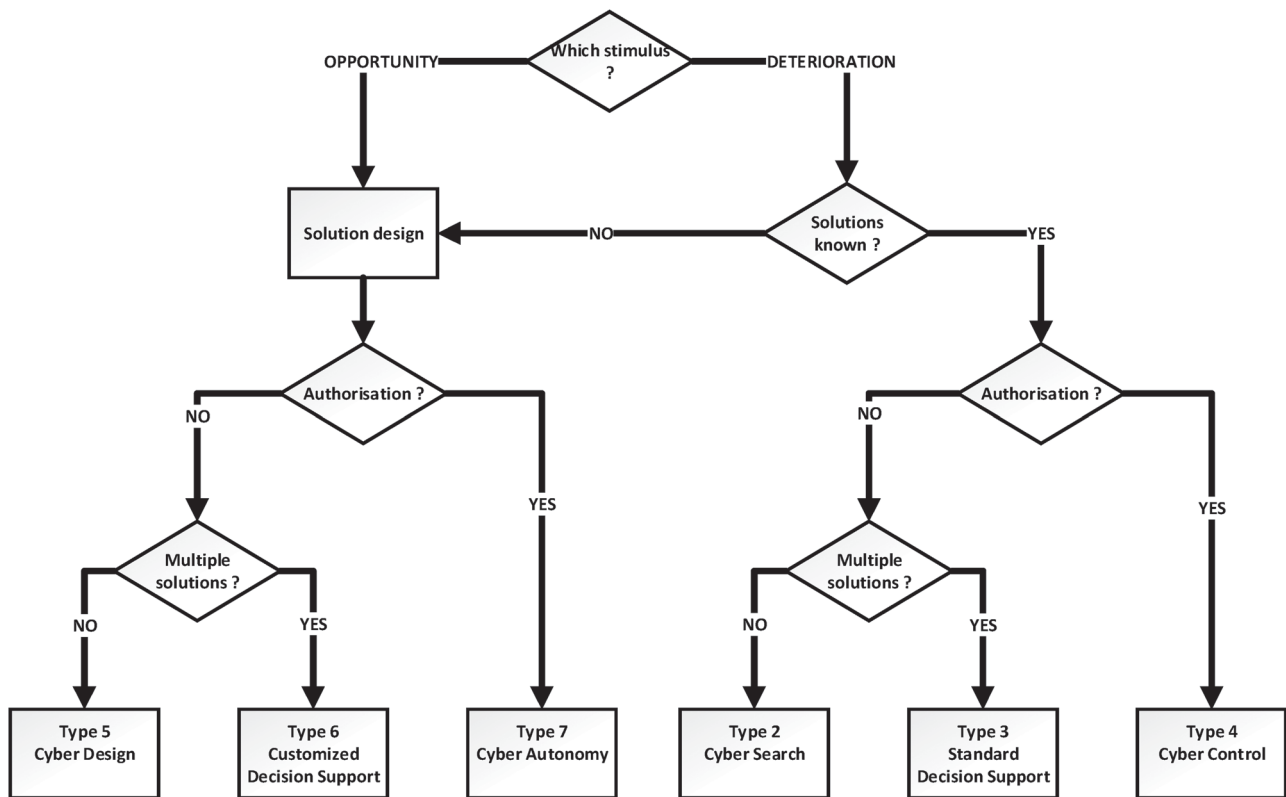 Which stimulus
?
OPPORTUNITY
DETERIORATION
Solution design
NO
Solutions
known ?
YES
Authorisation ?
Authorisation ?
NO
NO
YES
YES
Multiple
solutions ?
Multiple
solutions ?
NO
YES
NO
YES
Type 5
Cyber Design
Type 6
Customized
Decision Support
Type 7
Cyber Autonomy
Type 2
Cyber Search
Type 3
Standard
Decision Support
Type 4
Cyber Control